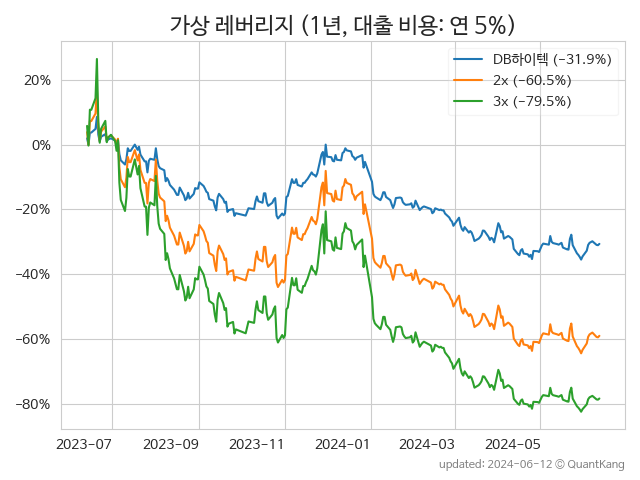 가상 레버리지 (1년, 대출 비용: 연 5%)
DB하이텍 (−31.9%)
2x (−60.5%)
3x (−79.5%)
20%
0%
−20%
−40%
−60%
−80%
2023-07 2023-09 2023-11 2024-01 2024-03 2024-05
updated: 2024-06-12 © QuantKang